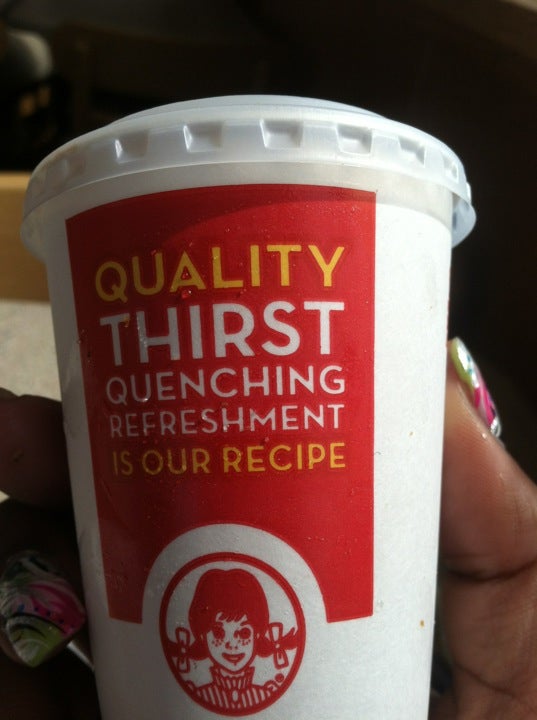 QUALITY
THIRST
QUENCHING
REFRESHMENT
IS OUR RECIPE